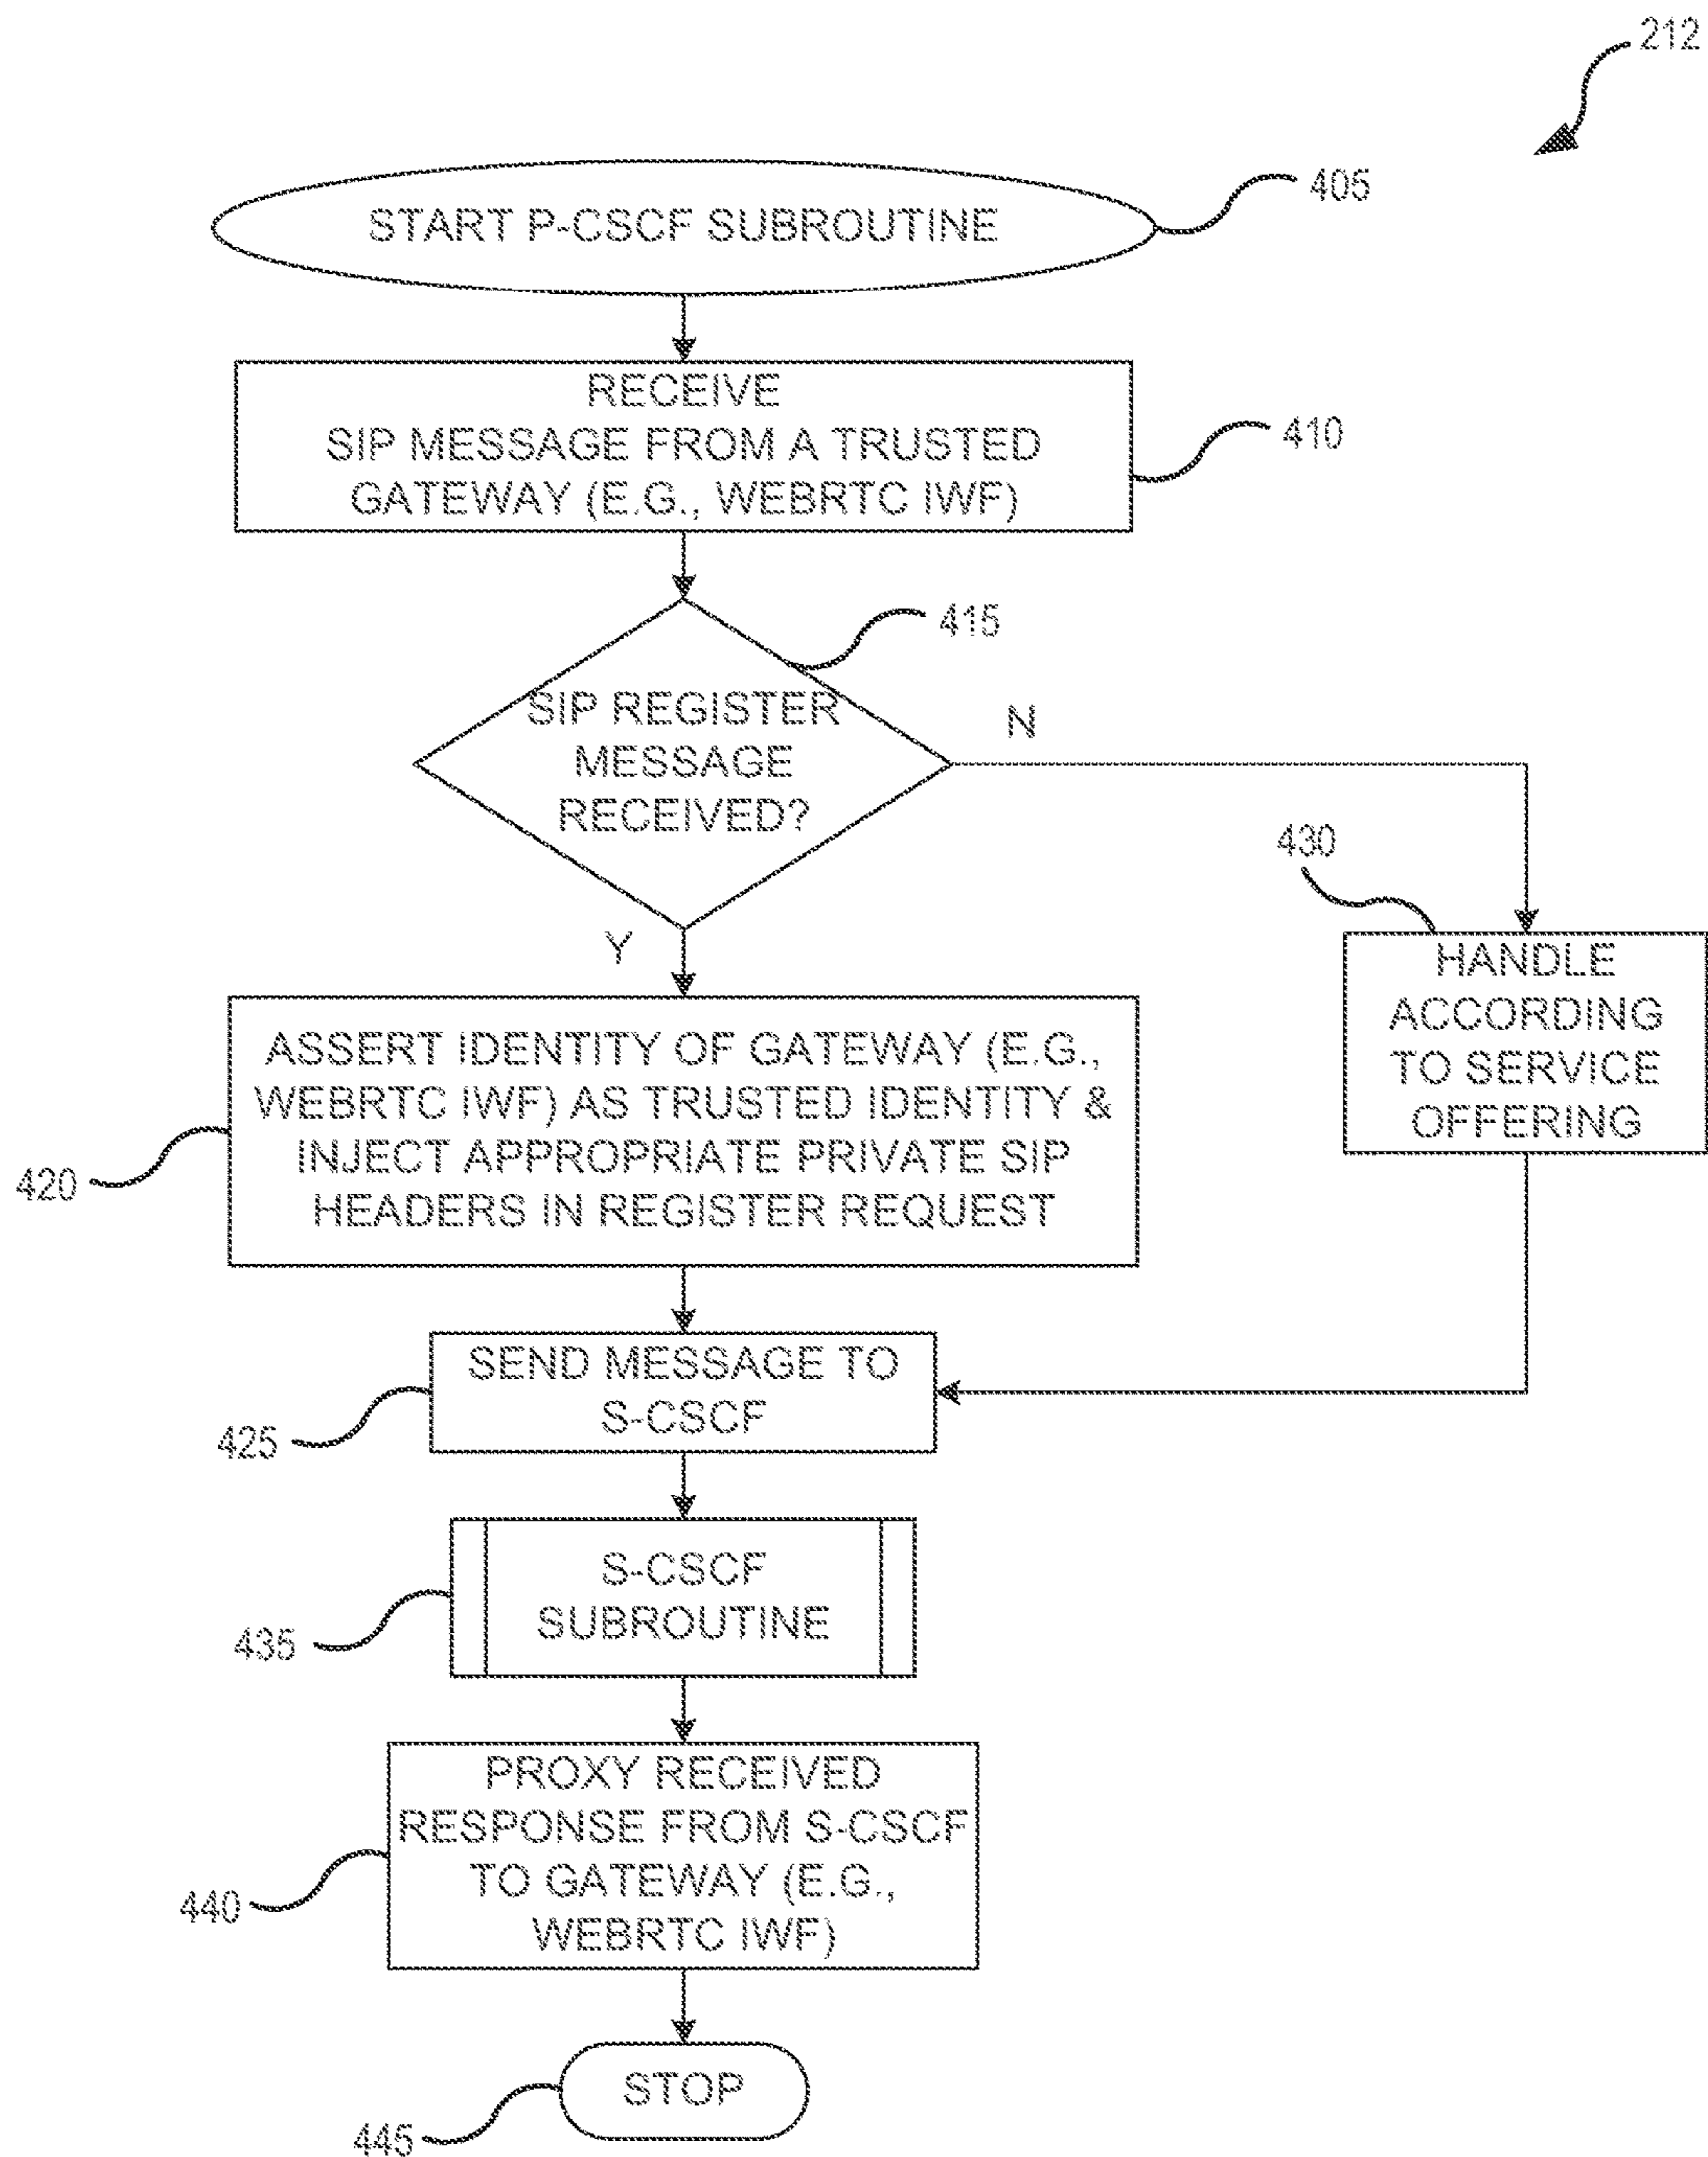 212
START P-CSCF SUBROUTINE
405
RECEIVE
SIP MESSAGE FROM A TRUSTED
GATEWAY (E.G., WEBRTC IWF)
410
415
SIP REGISTER
MESSAGE
RECEIVED?
N
Y
430
HANDLE
ACCORDING
TO SERVICE
OFFERING
ASSERT IDENTITY OF GATEWAY (E.G.,
WEBRTC IWF) AS TRUSTED IDENTITY &
INJECT APPROPRIATE PRIVATE SIP
HEADERS IN REGISTER REQUEST
420
SEND MESSAGE TO
S-CSCF
425
S-CSCF
SUBROUTINE
435
PROXY RECEIVED
RESPONSE FROM S-CSCF
TO GATEWAY (E.G.,
WEBRTC IWF)
440
STOP
445